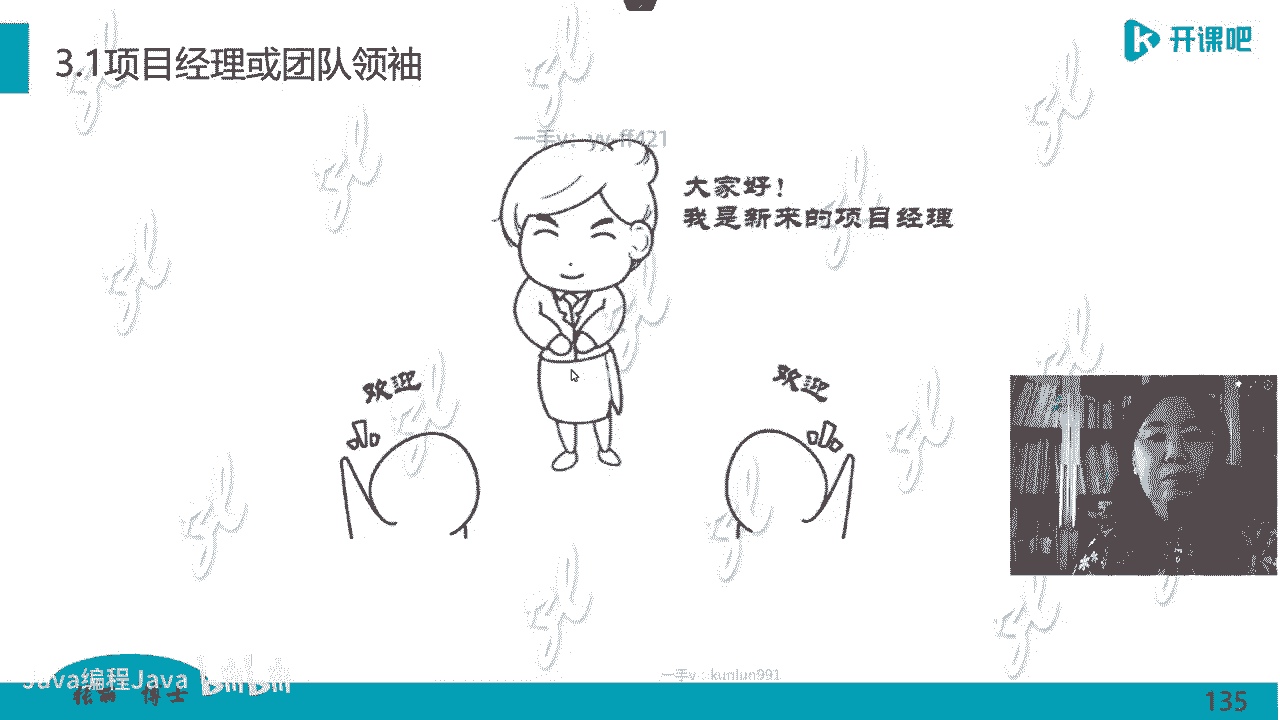 3.1项目经理或团队领袖
开课吧
一手v：yy-ff421
大家好！
我是新来的项目经理
欢迎
欢迎
Java编程Java
bilibili
博士
一手v：kunlun991
135